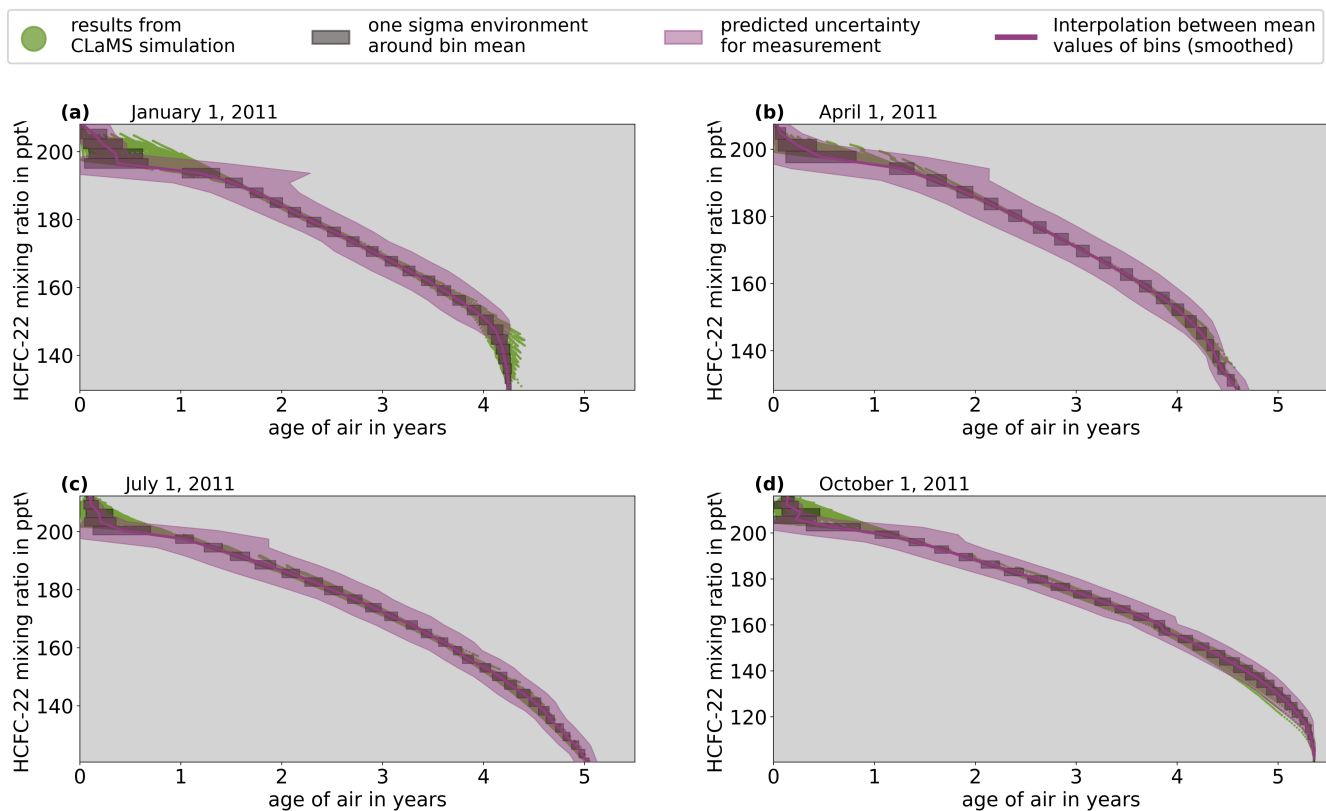 results from
CLaMS simulation
one sigma environment
around bin mean
predicted uncertainty
for measurement
Interpolation between mean
values of bins (smoothed)
(a) January 1, 2011
HCFC-22 mixing ratio in ppt
200
180
160
140
0 1 2 3 4 5
age of air in years
(b) April 1, 2011
HCFC-22 mixing ratio in ppt
200
180
160
140
0 1 2 3 4 5
age of air in years
(c) July 1, 2011
HCFC-22 mixing ratio in ppt
200
180
160
140
0 1 2 3 4 5
age of air in years
(d) October 1, 2011
HCFC-22 mixing ratio in ppt
200
180
160
140
120
0 1 2 3 4 5
age of air in years